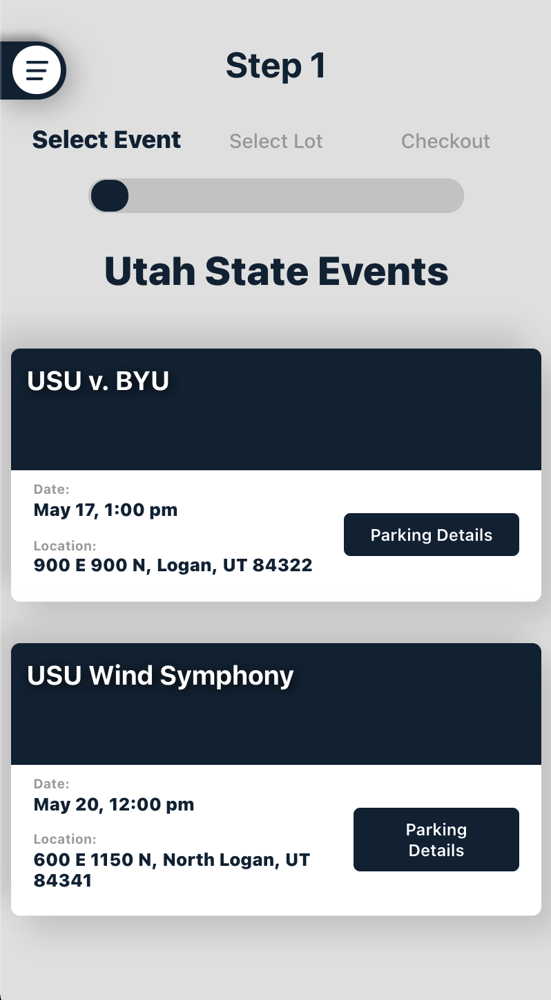 Step 1
Select Event Select Lot Checkout
Utah State Events
USU v. BYU
Date:
May 17, 1:00 pm
Location:
900 E 900 N, Logan, UT 84322
Parking Details
USU Wind Symphony
Date:
May 20, 12:00 pm
Location:
600 E 1150 N, North Logan, UT
84341
Parking
Details